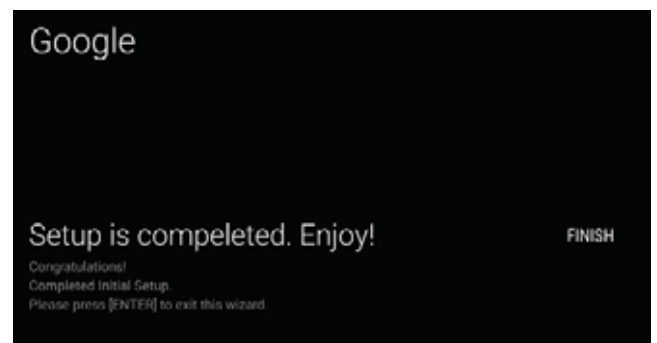 Google
Setup is compeleted. Enjoy!
FINISH
Congratulations!
Completed Initial Setup.
Please press [ENTER] to exit this wizard.